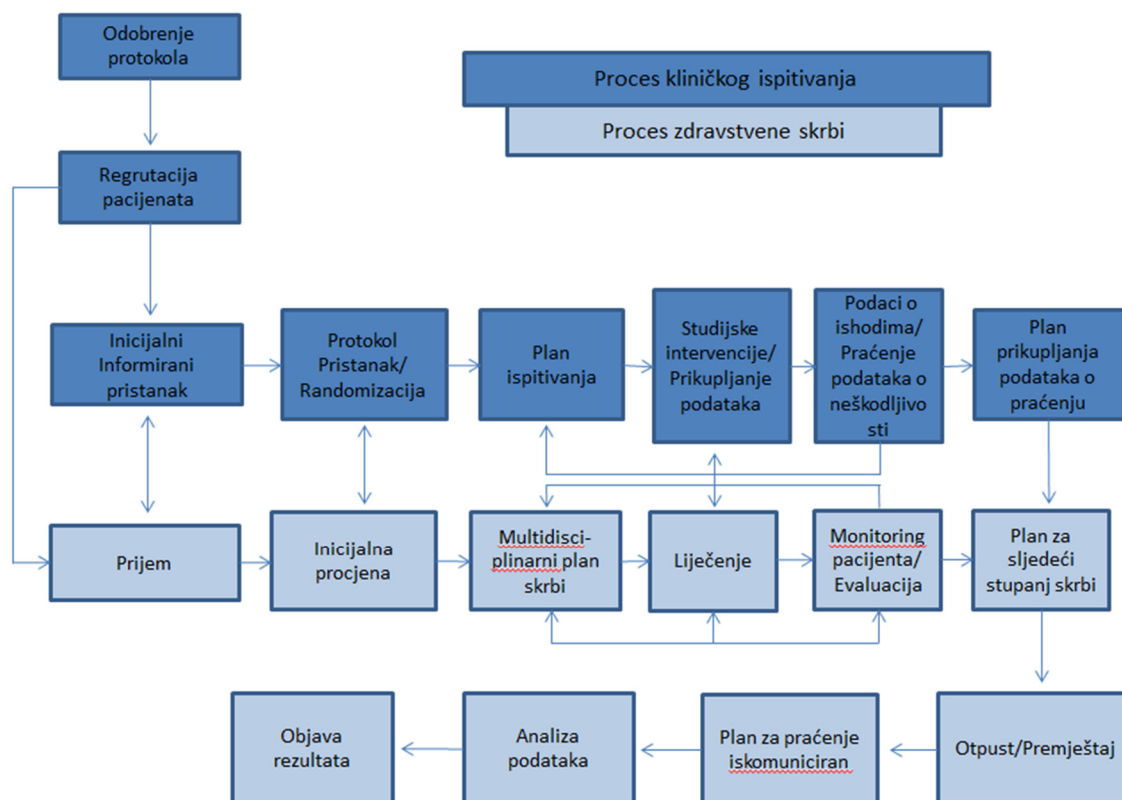 Odobrenje
protokola
Proces kliničkog ispitivanja
Proces zdravstvene skrbi
Regrutacija
pacijenata
Inicijalni
Informirani
pristanak
Protokol
Pristanak/
Randomizacija
Plan
ispitivanja
Studijske
intervencije/
Prikupljanje
podataka
Podaci o
ishodima/
Praćenje
podataka o
neškodljivo
sti
Plan
prikupljanja
podataka o
praćenju
Prijem
Inicijalna
procjena
Multidisci-
plinarni plan
skrbi
Liječenje
Monitoring
pacijenta/
Evaluacija
Plan za
sljedeći
stupanj skrbi
Otpust/Premještaj
Plan za praćenje
iskomuniciran
Analiza
podataka
Objava
rezultata